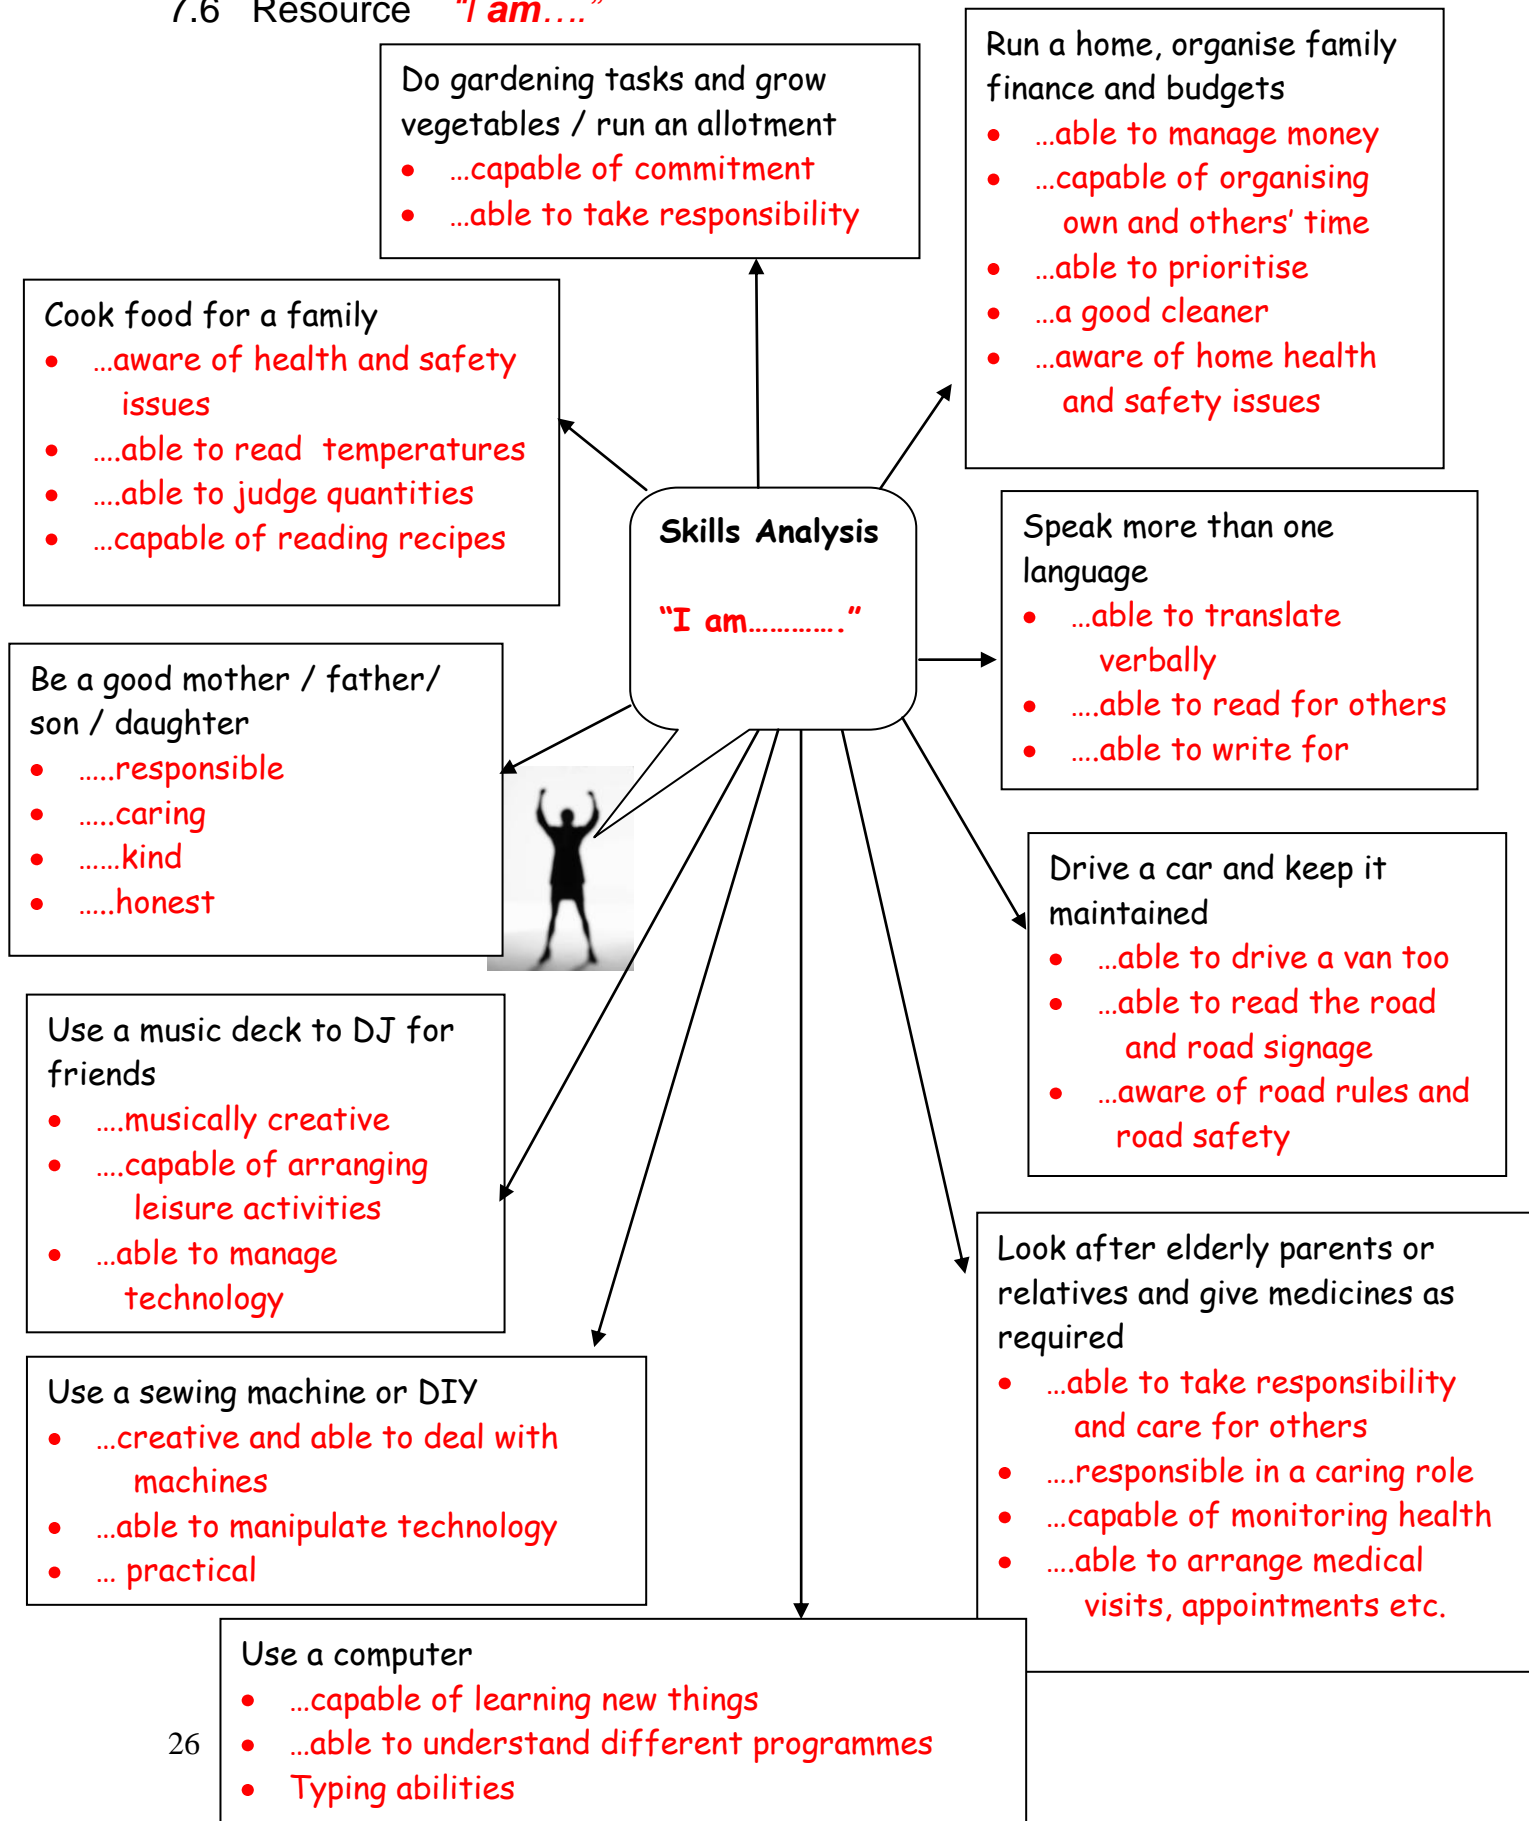 7.6 Resource "I am…."
Do gardening tasks and grow
vegetables / run an allotment
• …capable of commitment
• …able to take responsibility
Run a home, organise family
finance and budgets
• …able to manage money
• …capable of organising
own and others’ time
• …able to prioritise
• …a good cleaner
• …aware of home health
and safety issues
Cook food for a family
• …aware of health and safety
issues
• ….able to read temperatures
• ….able to judge quantities
• …capable of reading recipes
Skills Analysis
"I am…………."
Speak more than one
language
• …able to translate
verbally
• ….able to read for others
• ….able to write for
Be a good mother / father/
son / daughter
• …..responsible
• …..caring
• ……kind
• …..honest
Drive a car and keep it
maintained
• …able to drive a van too
• …able to read the road
and road signage
• …aware of road rules and
road safety
Use a music deck to DJ for
friends
• ….musically creative
• ….capable of arranging
leisure activities
• …able to manage
technology
Look after elderly parents or
relatives and give medicines as
required
• …able to take responsibility
and care for others
• ….responsible in a caring role
• …capable of monitoring health
• ….able to arrange medical
visits, appointments etc.
Use a sewing machine or DIY
• …creative and able to deal with
machines
• …able to manipulate technology
• … practical
Use a computer
• …capable of learning new things
• …able to understand different programmes
• Typing abilities
26